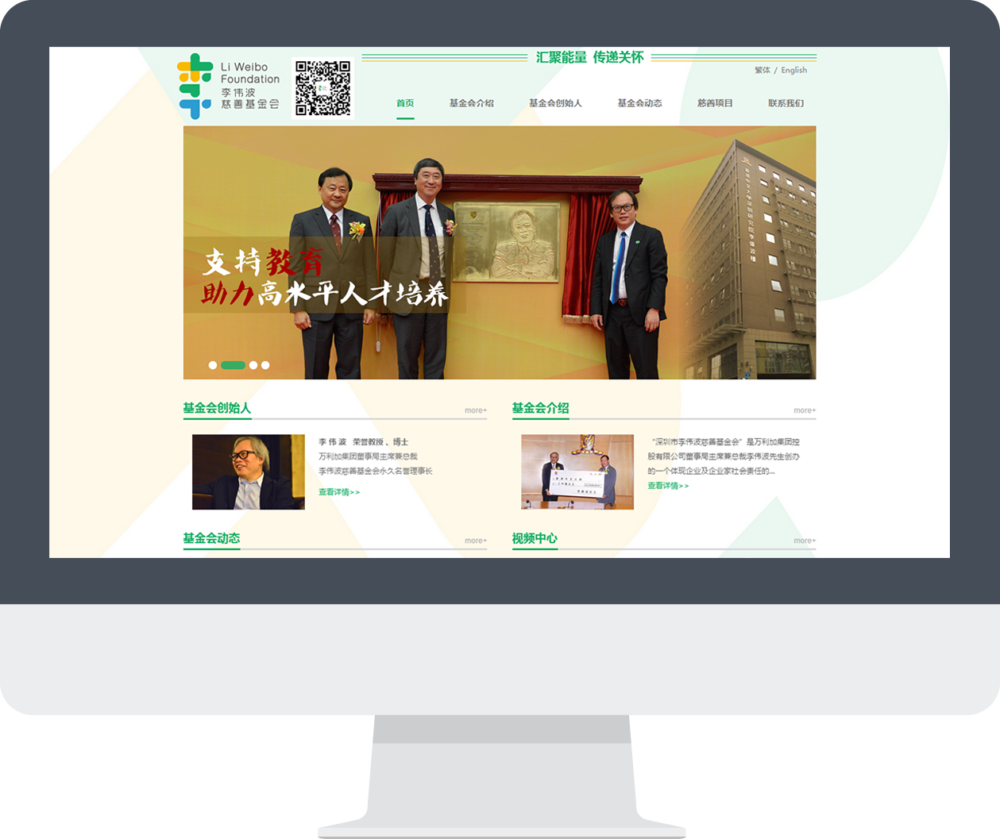 Li Weibo
Foundation
李伟波
慈善基金会
汇聚能量 传递关怀
繁体 / English
首页 基金会介绍 基金会创始人 基金会动态 慈善项目 联系我们
支持教育
助力高水平人才培养
基金会创始人 more+
李 伟 波 荣誉教授 、博士
万利加集团董事局主席兼总裁
李伟波慈善基金会永久名誉理事长
查看详情>>
基金会介绍 more+
“深圳市李伟波慈善基金会”是万利加集团控
股有限公司董事局主席兼总裁李伟波先生创办
的一个体现企业及企业家社会责任的...
查看详情>>
基金会动态 more+
视频中心 more+